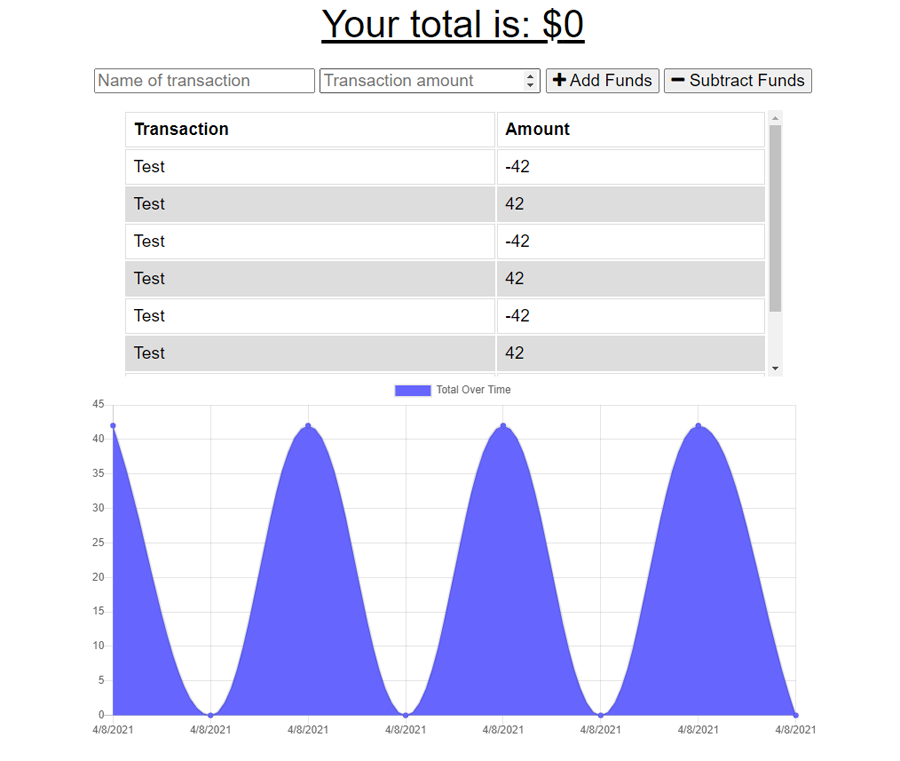 Your total is: $0
Name of transaction Transaction amount Add Funds Subtract Funds
Transaction Amount
Test -42
Test 42
Test -42
Test 42
Test -42
Test 42
Total Over Time
45
40
35
30
25
20
15
10
5
0
4/8/2021 4/8/2021 4/8/2021 4/8/2021 4/8/2021 4/8/2021 4/8/2021 4/8/2021